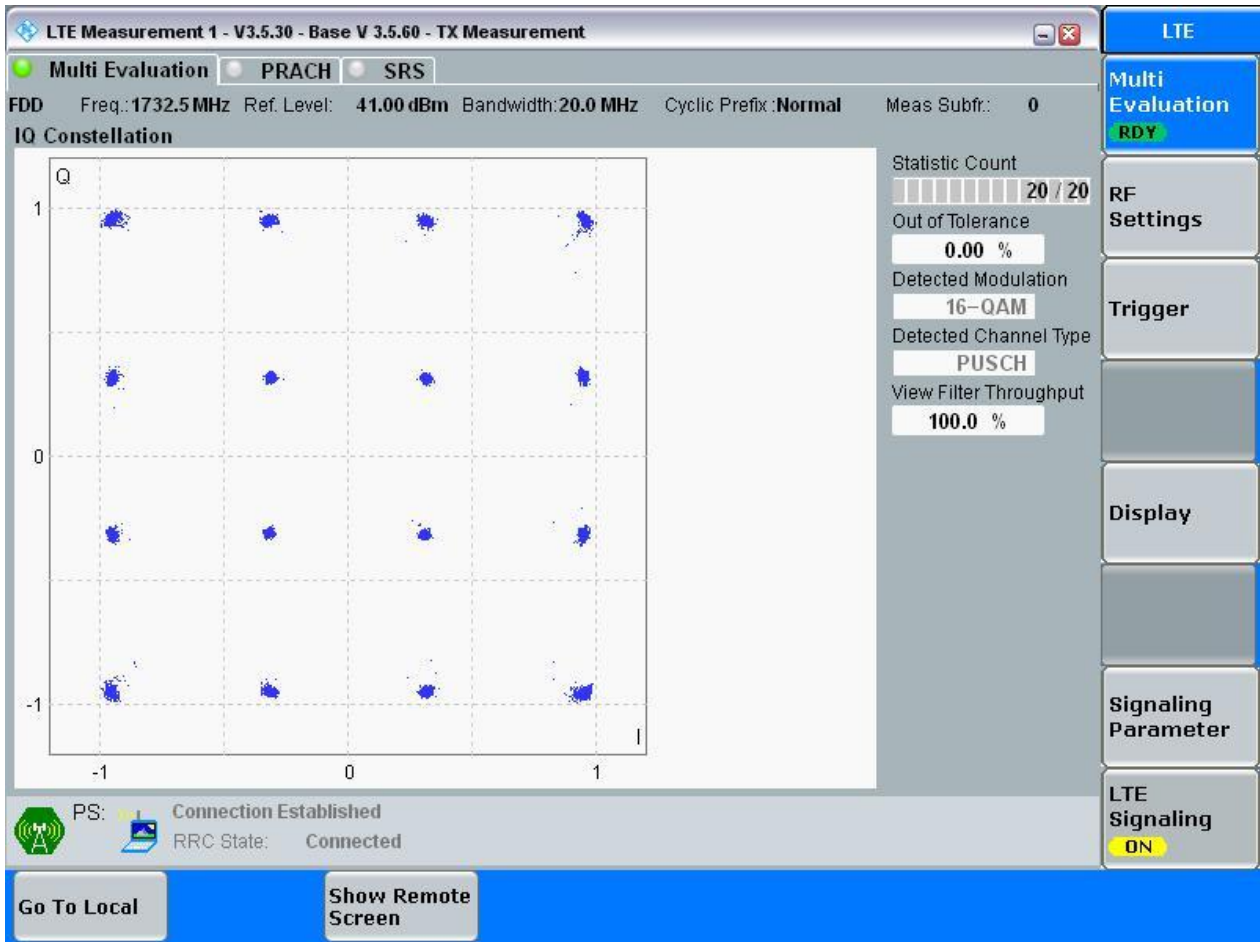 LTE Measurement 1 - V3.5.30 - Base V 3.5.60 - TX Measurement
LTE
Multi Evaluation PRACH SRS
FDD Freq.: 1732.5 MHz Ref. Level: 41.00 dBm Bandwidth: 20.0 MHz Cyclic Prefix : Normal Meas Subfr.: 0
IQ Constellation
Q
1
0
-1
-1 0 1
I
Statistic Count
20 / 20
Out of Tolerance
0.00 %
Detected Modulation
16-QAM
Detected Channel Type
PUSCH
View Filter Throughput
100.0 %
Multi
Evaluation
RDY
RF
Settings
Trigger
Display
Signaling
Parameter
LTE
Signaling
ON
PS: Connection Established
RRC State: Connected
Go To Local
Show Remote
Screen